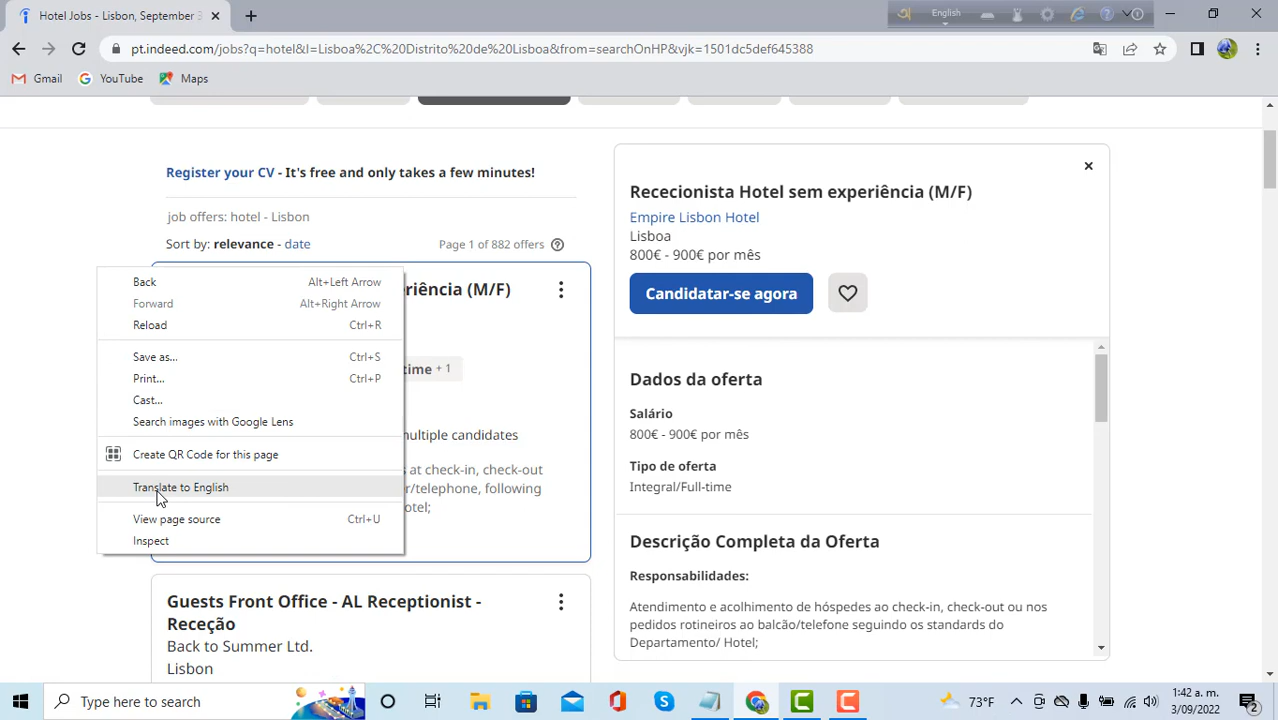 Hotel Jobs - Lisbon, September 3
English
pt.indeed.com/jobs?q=hotel&l=Lisboa%2C%20Distrito%20de%20Lisboa&from=searchOnHP&vjk=1501dc5def645388
Gmail YouTube Maps
Register your CV - It's free and only takes a few minutes!
job offers: hotel - Lisbon
Sort by: relevance - date
Page 1 of 882 offers
Back Alt+Left Arrow
Forward Alt+Right Arrow
Reload Ctrl+R
Save as... Ctrl+S
Print... Ctrl+P
Cast...
Search images with Google Lens
Create QR Code for this page
Translate to English
View page source Ctrl+U
Inspect
(M/F)
+ 1
multiple candidates
at check-in, check-out
/telephone, following
Guests Front Office - AL Receptionist -
Receção
Back to Summer Ltd.
Lisbon
Rececionista Hotel sem experiência (M/F)
Empire Lisbon Hotel
Lisboa
800€ - 900€ por mês
Candidatar-se agora
Dados da oferta
Salário
800€ - 900€ por mês
Tipo de oferta
Integral/Full-time
Descrição Completa da Oferta
Responsabilidades:
Atendimento e acolhimento de hóspedes ao check-in, check-out ou nos
pedidos rotineiros ao balcão/telefone seguindo os standards do
Departamento/ Hotel;
Type here to search
73°F
1:42 a. m.
3/09/2022
2